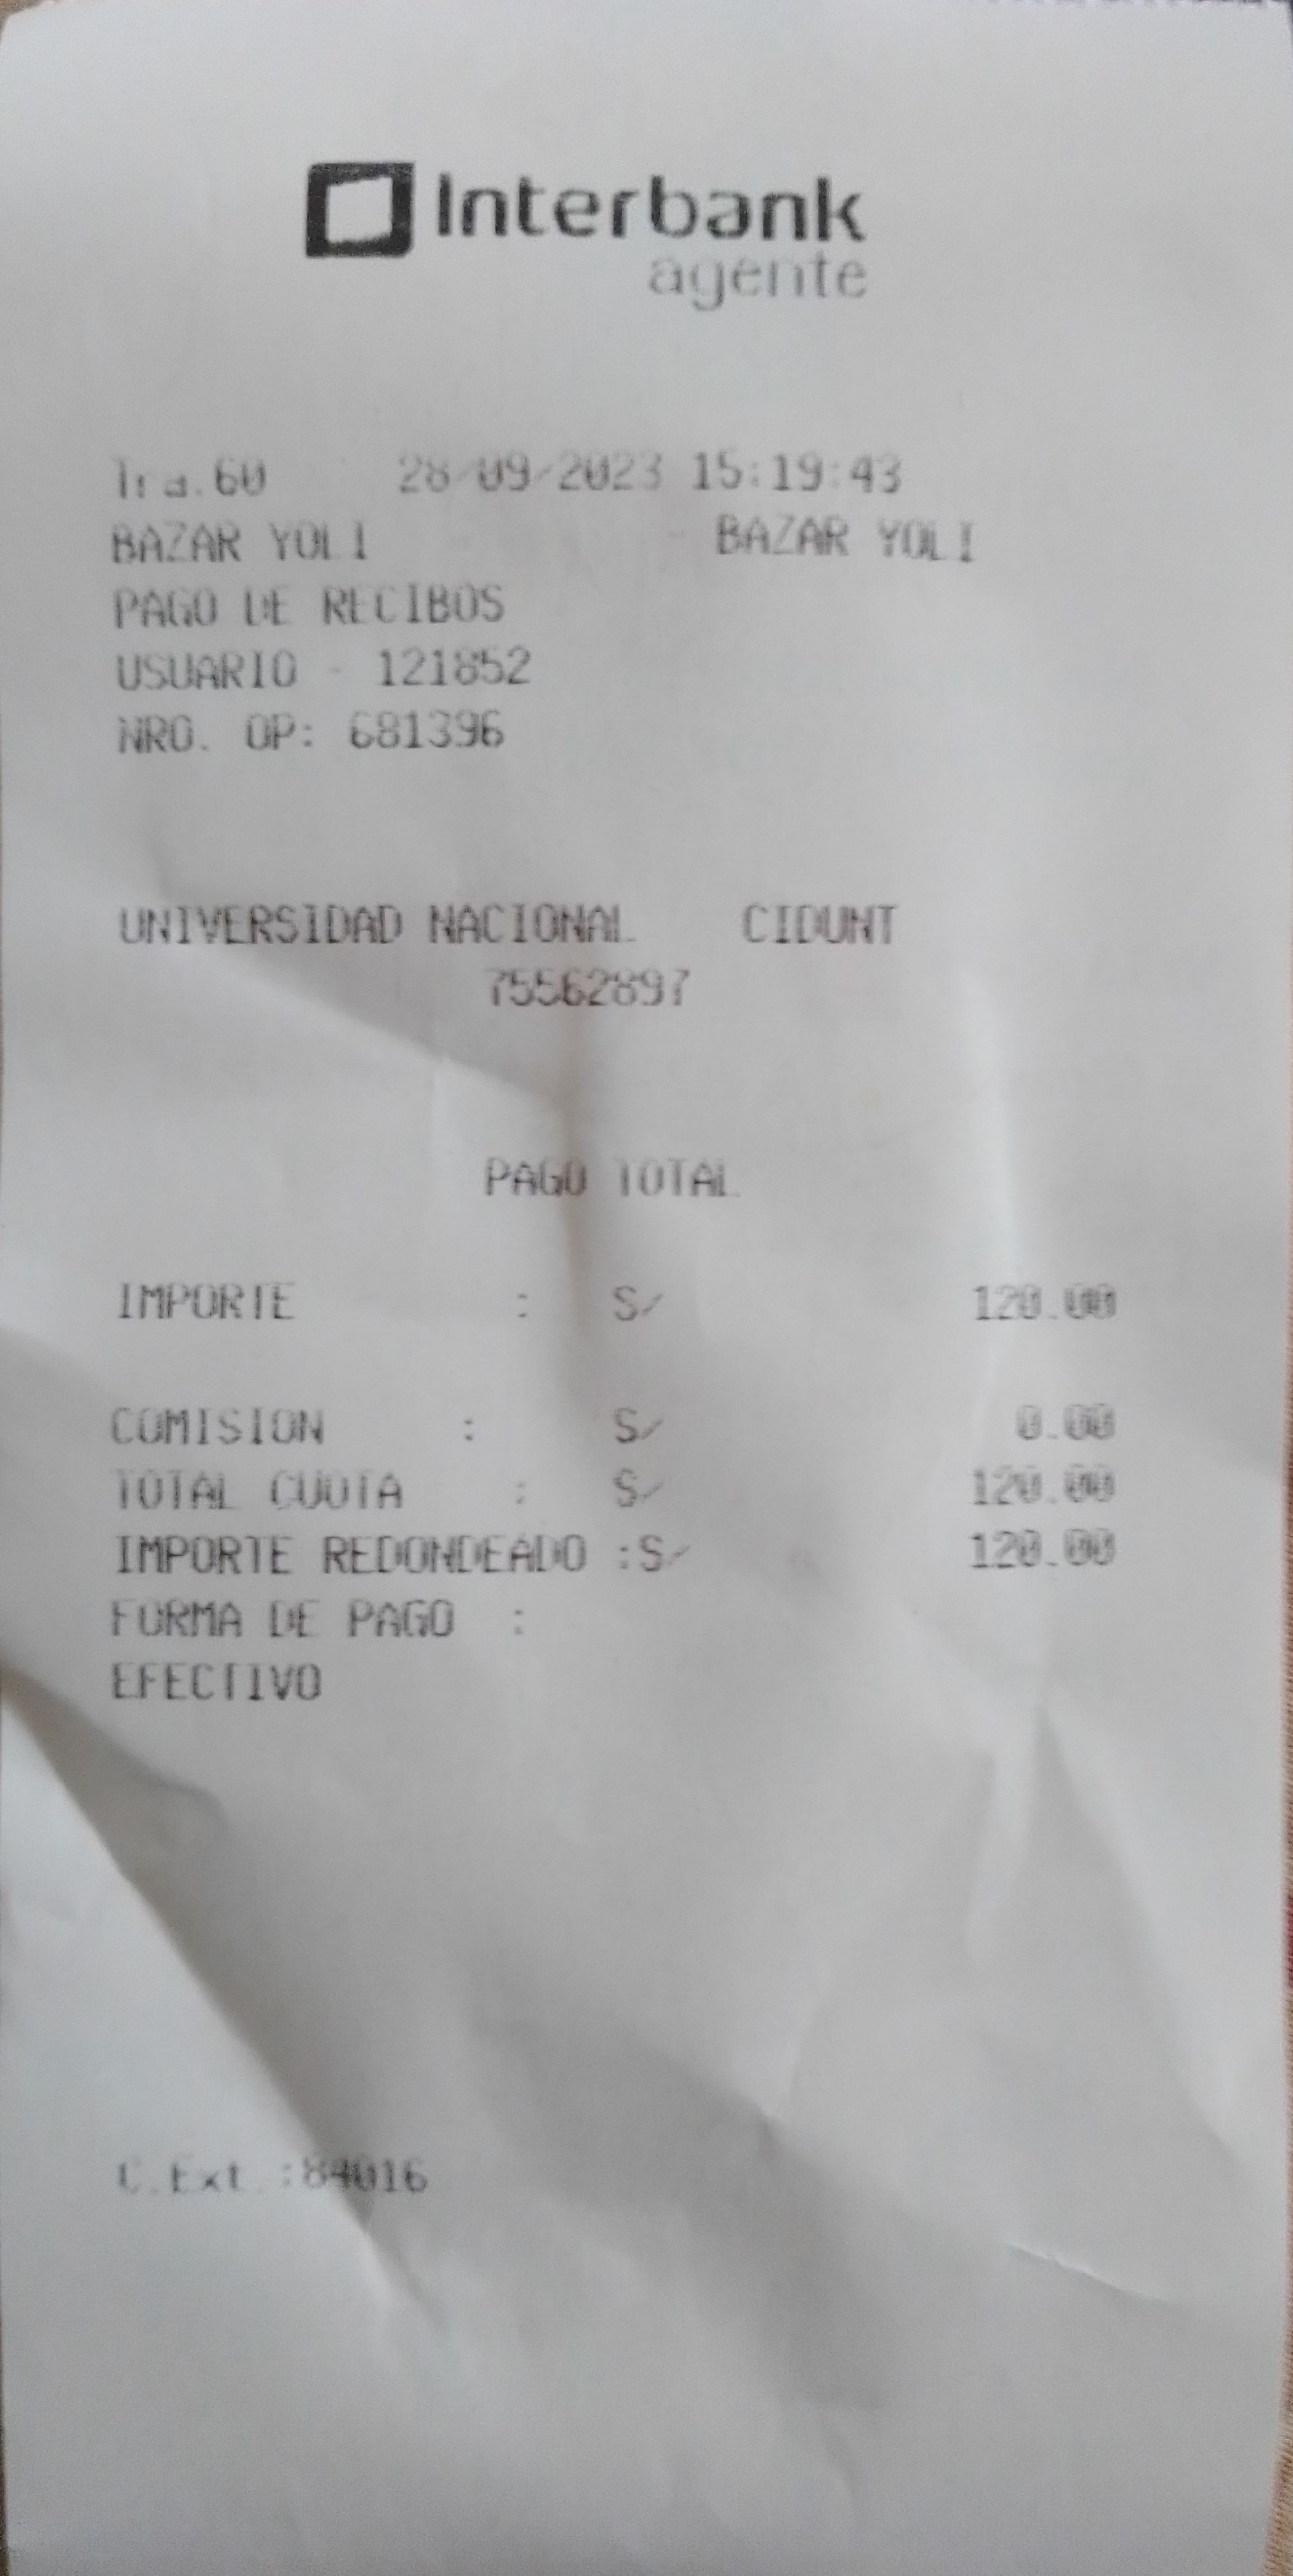 Interbank
agente
Tra.60 28/09/2023 15:19:43
BAZAR YOLI BAZAR YOLI
PAGO DE RECIBOS
USUARIO - 121852
NRO. OP: 681396
UNIVERSIDAD NACIONAL CIDUNT
75562897
PAGO TOTAL
IMPORTE : S/ 120.00
COMISION : S/ 0.00
TOTAL CUOTA : S/ 120.00
IMPORTE REDONDEADO :S/ 120.00
FORMA DE PAGO :
EFECTIVO
C.Ext.:84016